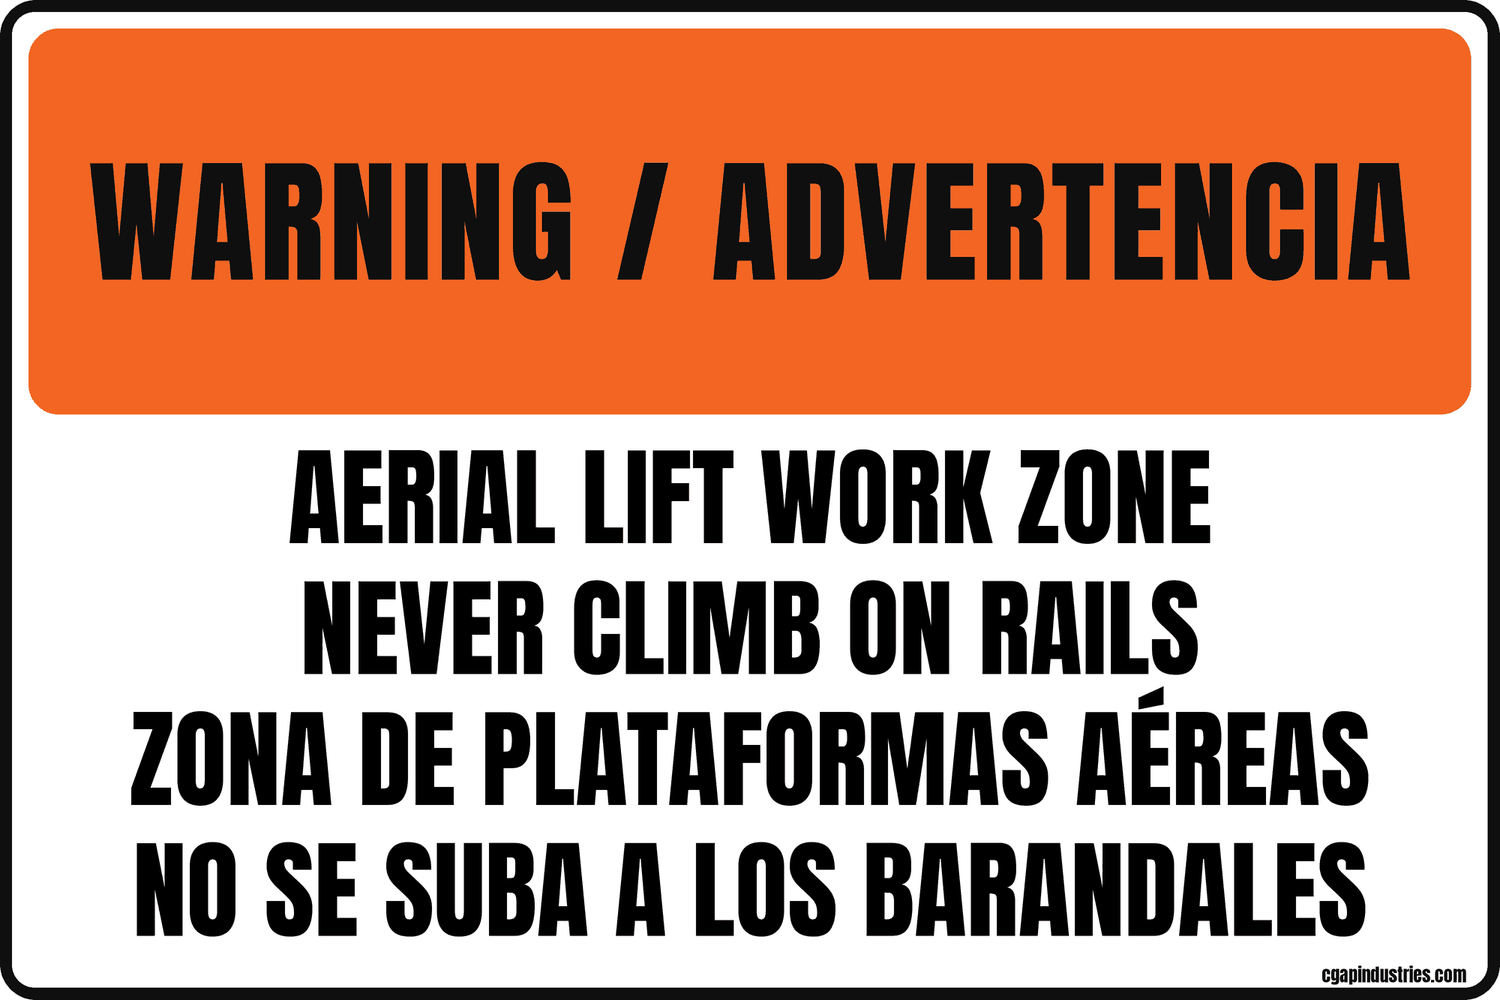 WARNING / ADVERTENCIA
AERIAL LIFT WORK ZONE
NEVER CLIMB ON RAILS
ZONA DE PLATAFORMAS AÉREAS
NO SE SUBA A LOS BARANDALES
cgapindustries.com